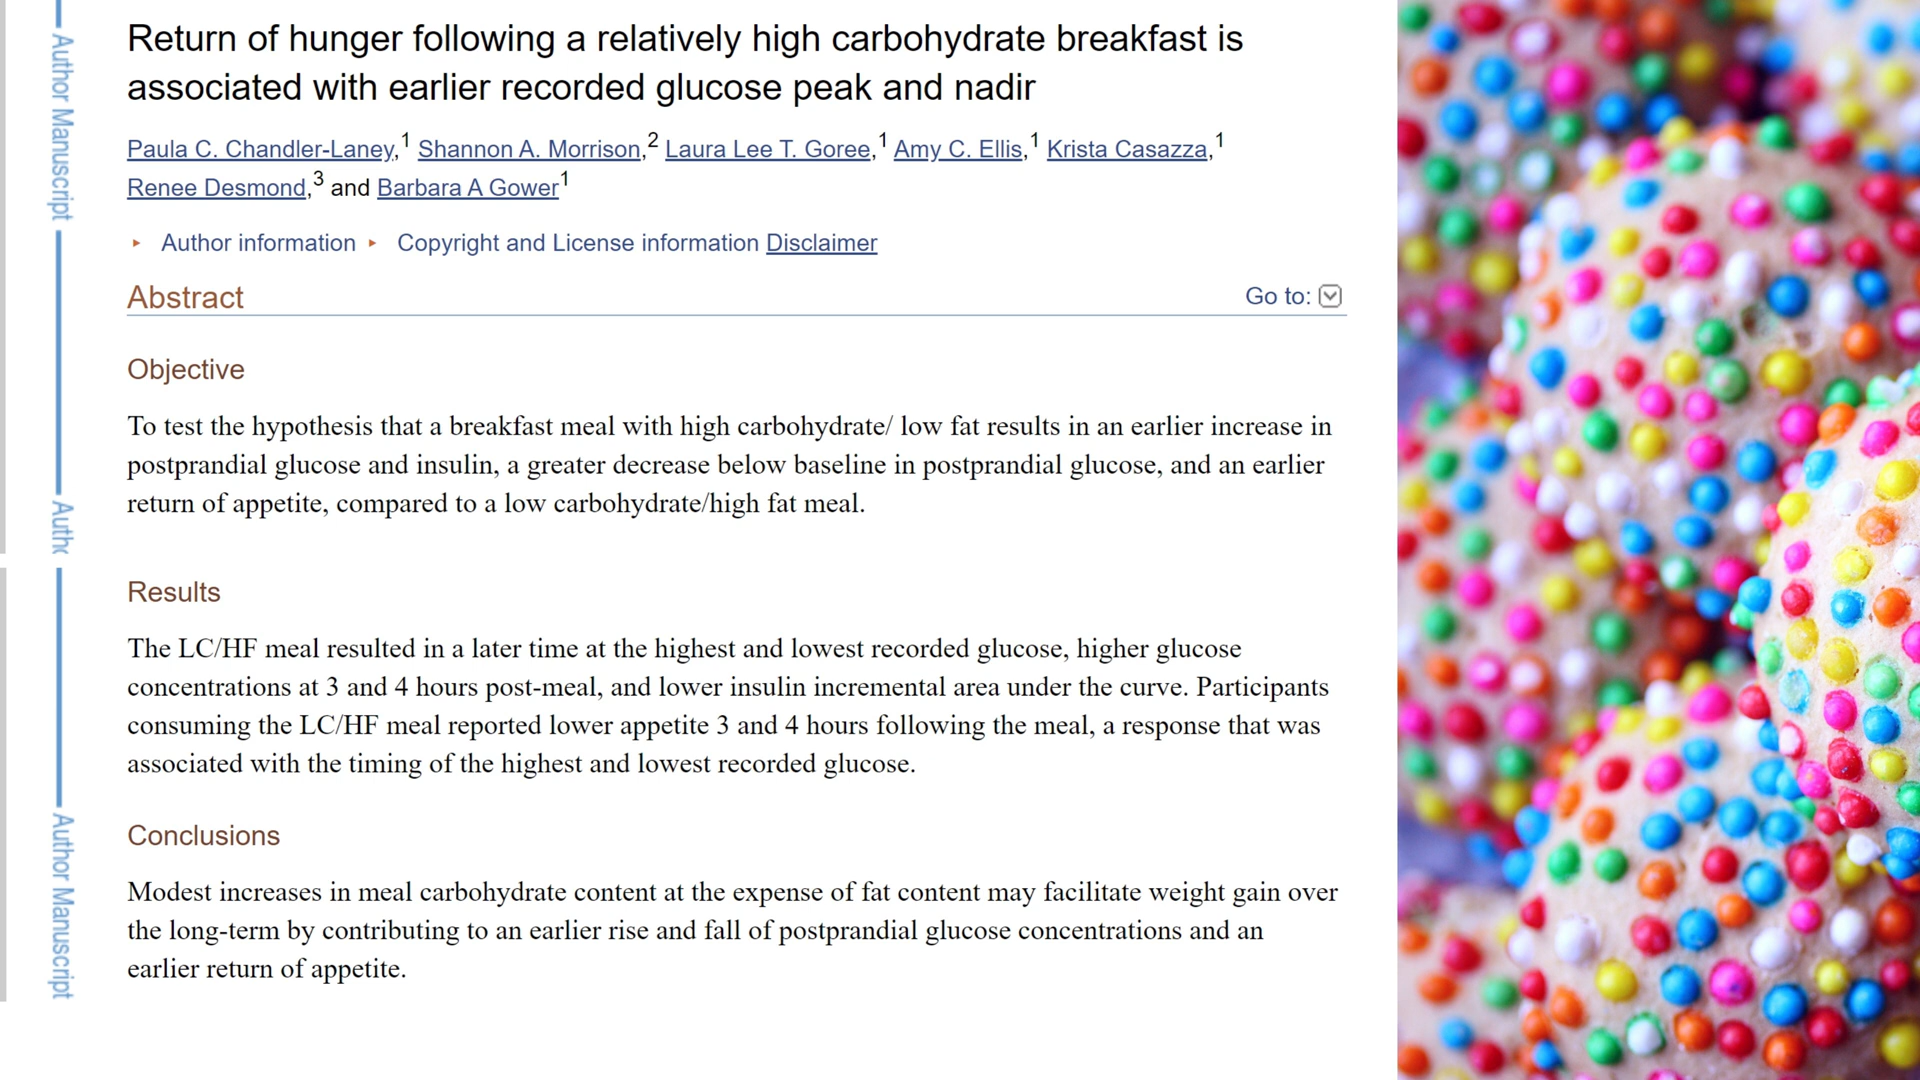 Return of hunger following a relatively high carbohydrate breakfast is
associated with earlier recorded glucose peak and nadir
Paula C. Chandler-Laney,1 Shannon A. Morrison,2 Laura Lee T. Goree,1 Amy C. Ellis,1 Krista Casazza,1
Renee Desmond,3 and Barbara A Gower1
Author information Copyright and License information Disclaimer
Abstract
Go to:
Objective
To test the hypothesis that a breakfast meal with high carbohydrate/ low fat results in an earlier increase in
postprandial glucose and insulin, a greater decrease below baseline in postprandial glucose, and an earlier
return of appetite, compared to a low carbohydrate/high fat meal.
Results
The LC/HF meal resulted in a later time at the highest and lowest recorded glucose, higher glucose
concentrations at 3 and 4 hours post-meal, and lower insulin incremental area under the curve. Participants
consuming the LC/HF meal reported lower appetite 3 and 4 hours following the meal, a response that was
associated with the timing of the highest and lowest recorded glucose.
Conclusions
Modest increases in meal carbohydrate content at the expense of fat content may facilitate weight gain over
the long-term by contributing to an earlier rise and fall of postprandial glucose concentrations and an
earlier return of appetite.
Author Manuscript
Autho
Author Manuscript